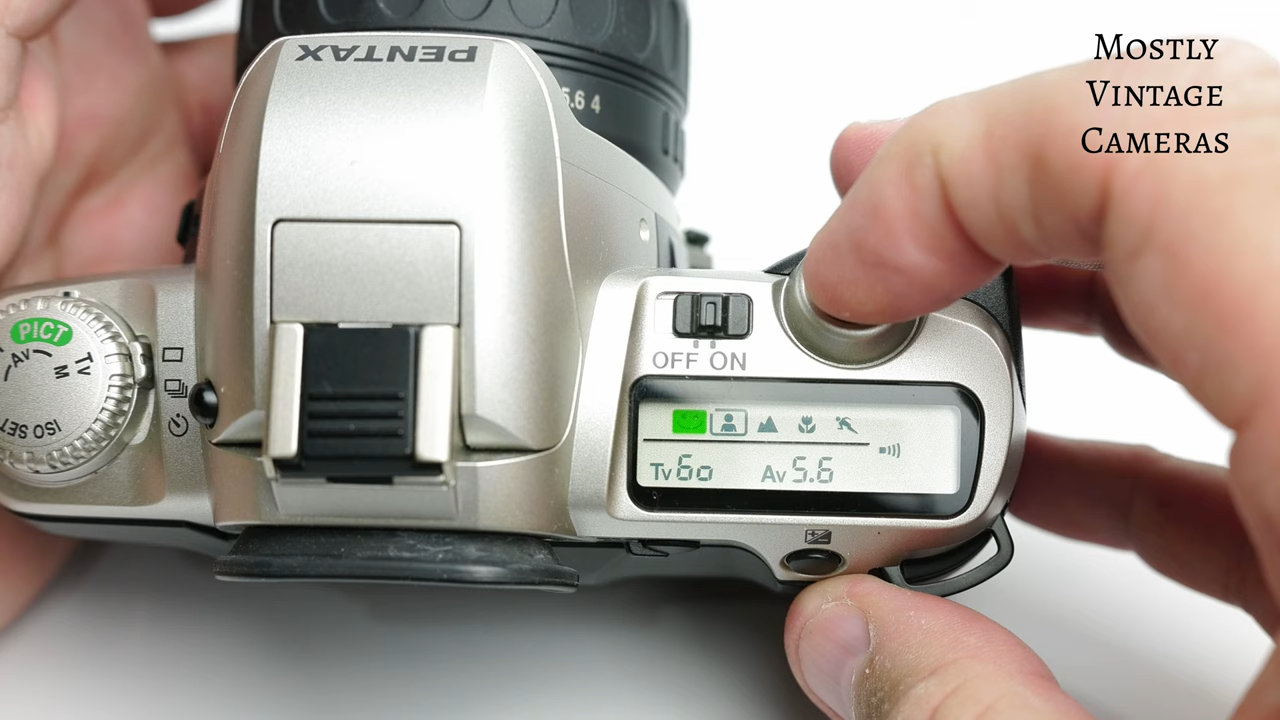 Mostly
Vintage
Cameras
PENTAX
5.6 4
PICT
Av
Tv
M
ISO SET
OFF ON
Tv 60 Av 5.6